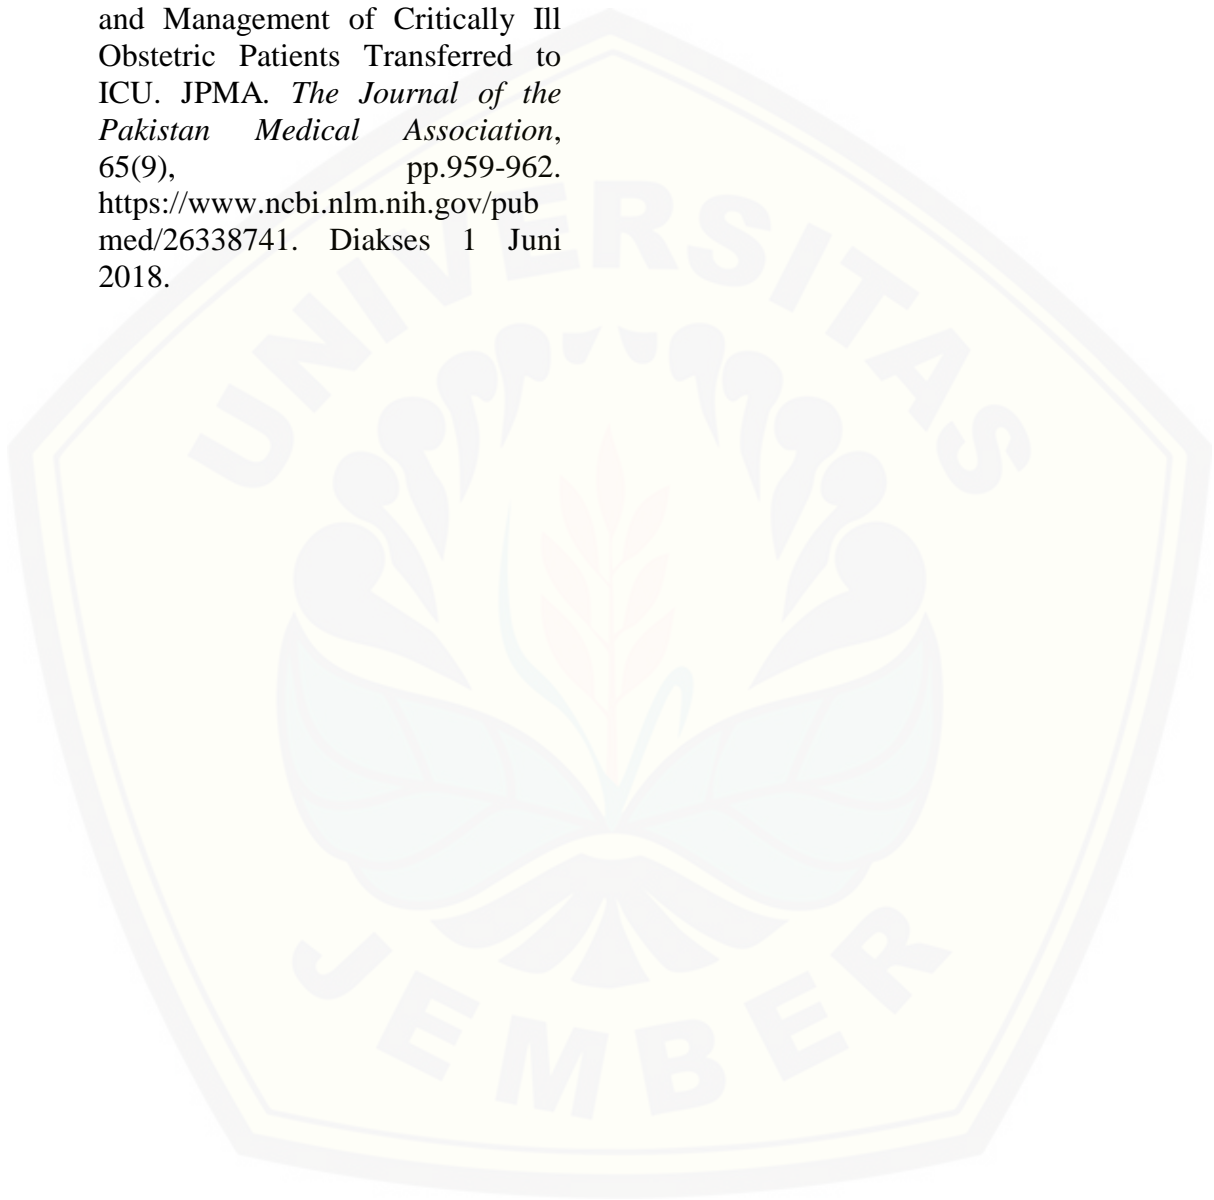 and Management of Critically Ill
Obstetric Patients Transferred to
ICU. JPMA. The Journal of the
Pakistan Medical Association,
65(9), pp.959-962.
https://www.ncbi.nlm.nih.gov/pub
med/26338741. Diakses 1 Juni
2018.
UNIVERSITAS
JEMBER